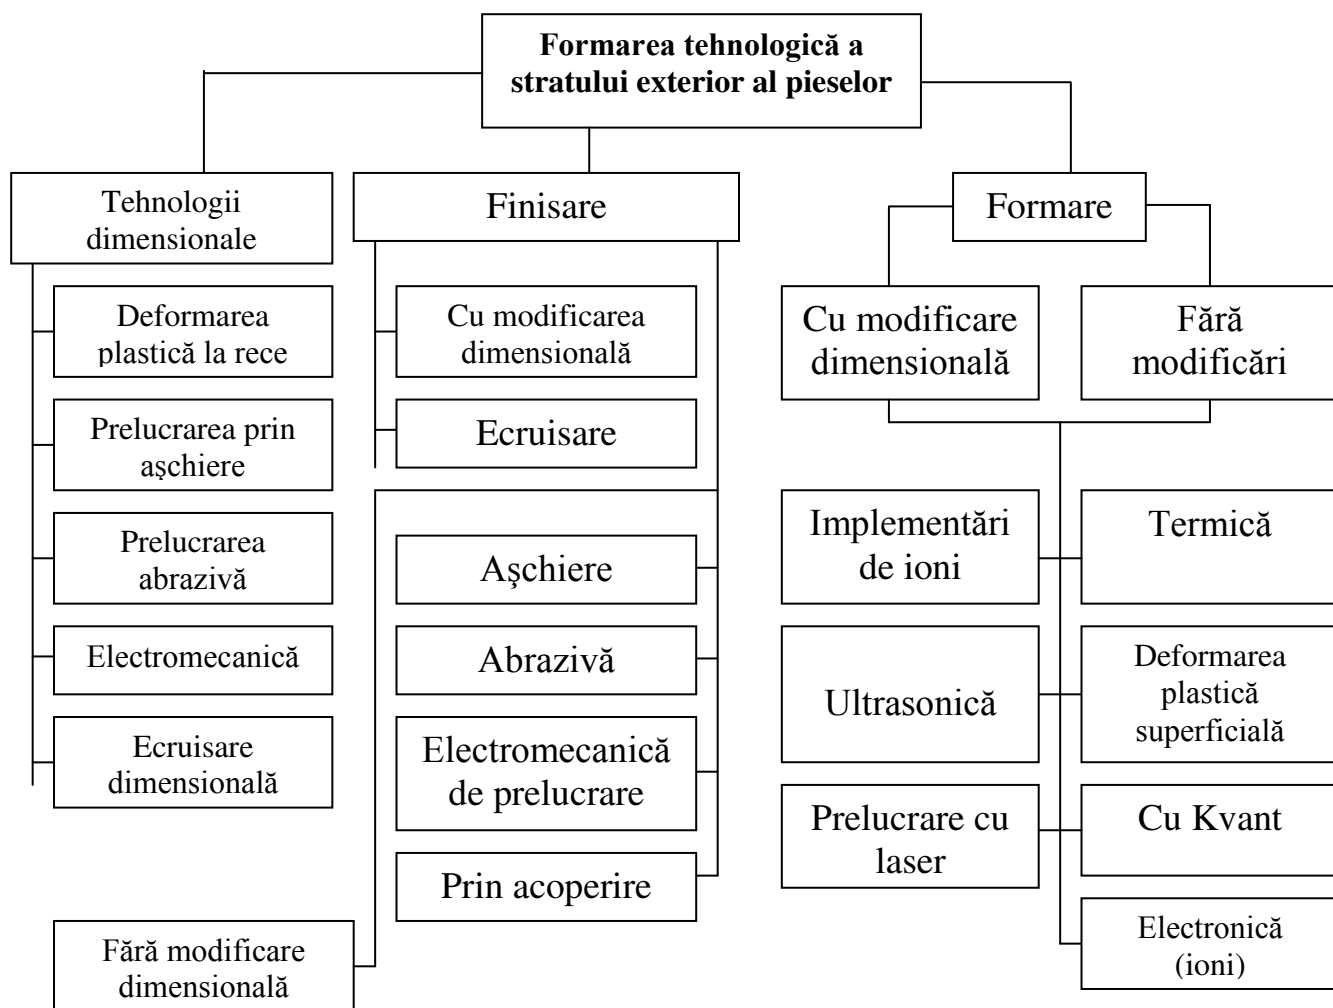 Formarea tehnologică a
stratului exterior al pieselor
Tehnologii
dimensionale
Finisare
Formare
Deformarea
plastică la rece
Prelucrarea prin
aşchiere
Prelucrarea
abrazivă
Electromecanică
Ecruisare
dimensională
Cu modificarea
dimensională
Ecruisare
Aşchiere
Abrazivă
Electromecanică
de prelucrare
Prin acoperire
Fără modificare
dimensională
Cu modificare
dimensională
Fără
modificări
Implementări
de ioni
Termică
Ultrasonică
Deformarea
plastică
superficială
Prelucrare cu
laser
Cu Kvant
Electronică
(ioni)